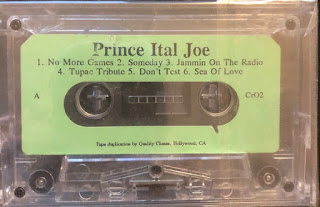 Prince Ital Joe
1. No More Games 2. Someday 3. Jammin On The Radio
4. Tupac Tribute 5. Don't Test 6. Sea Of Love
A
CrO2
Tape duplication by Quality Clones, Hollywood, CA